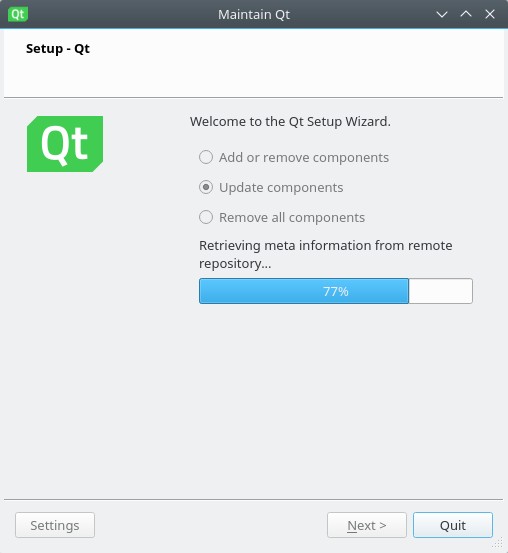 Qt Maintain Qt
Setup - Qt
Qt
Welcome to the Qt Setup Wizard.
Add or remove components
Update components
Remove all components
Retrieving meta information from remote
repository...
77%
Settings Next > Quit